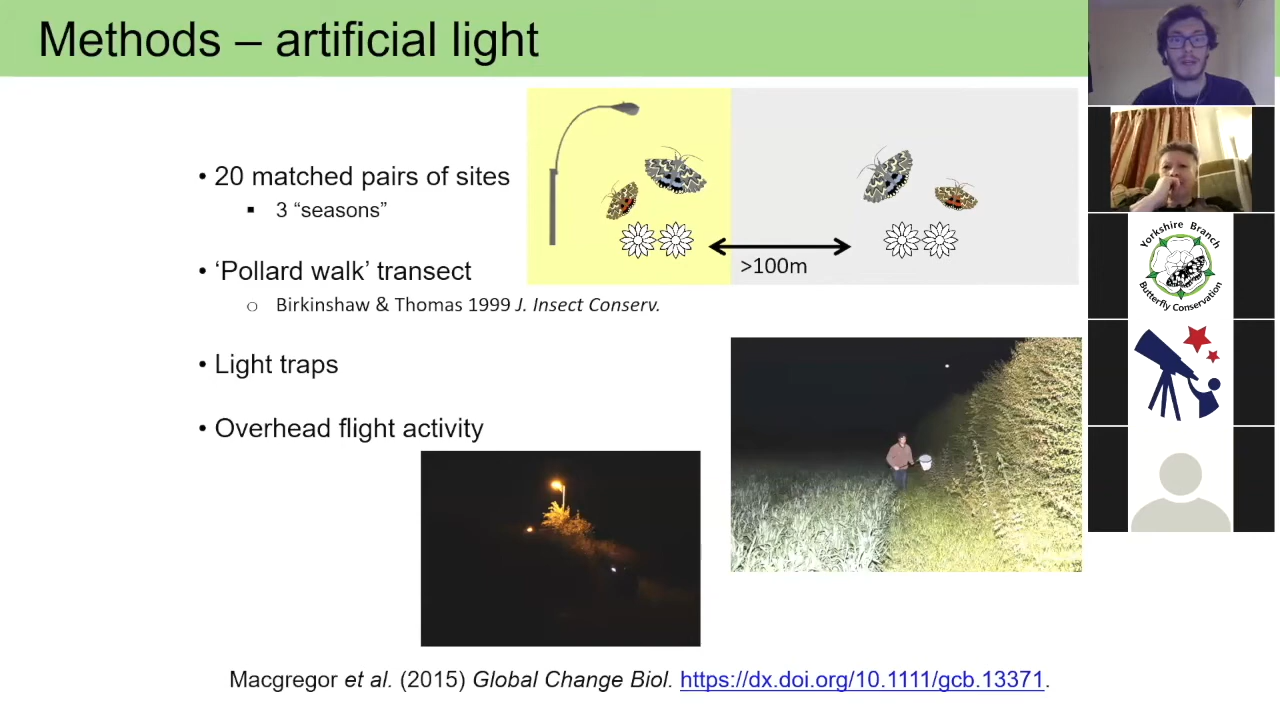 Methods – artificial light
• 20 matched pairs of sites
▪ 3 “seasons”
• ‘Pollard walk’ transect
○ Birkinshaw & Thomas 1999 J. Insect Conserv.
• Light traps
• Overhead flight activity
>100m
Macgregor et al. (2015) Global Change Biol. https://dx.doi.org/10.1111/gcb.13371.
Yorkshire Branch
Butterfly Conservation